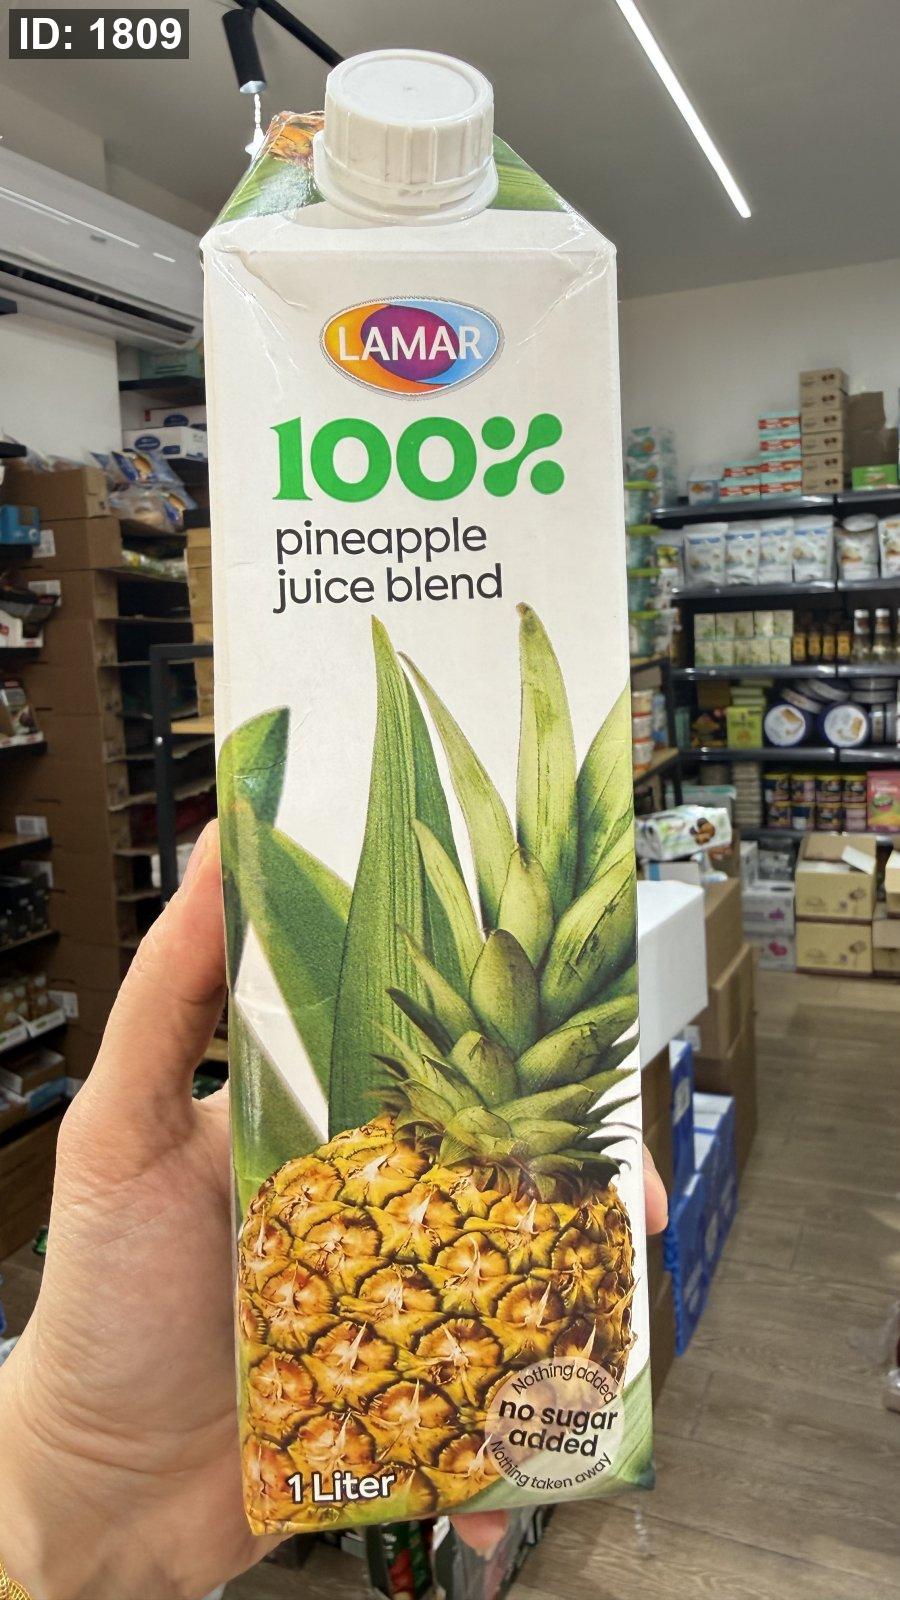 ID: 1809
LAMAR
100%
pineapple
juice blend
Nothing added
no sugar
added
Nothing taken away
1 Liter